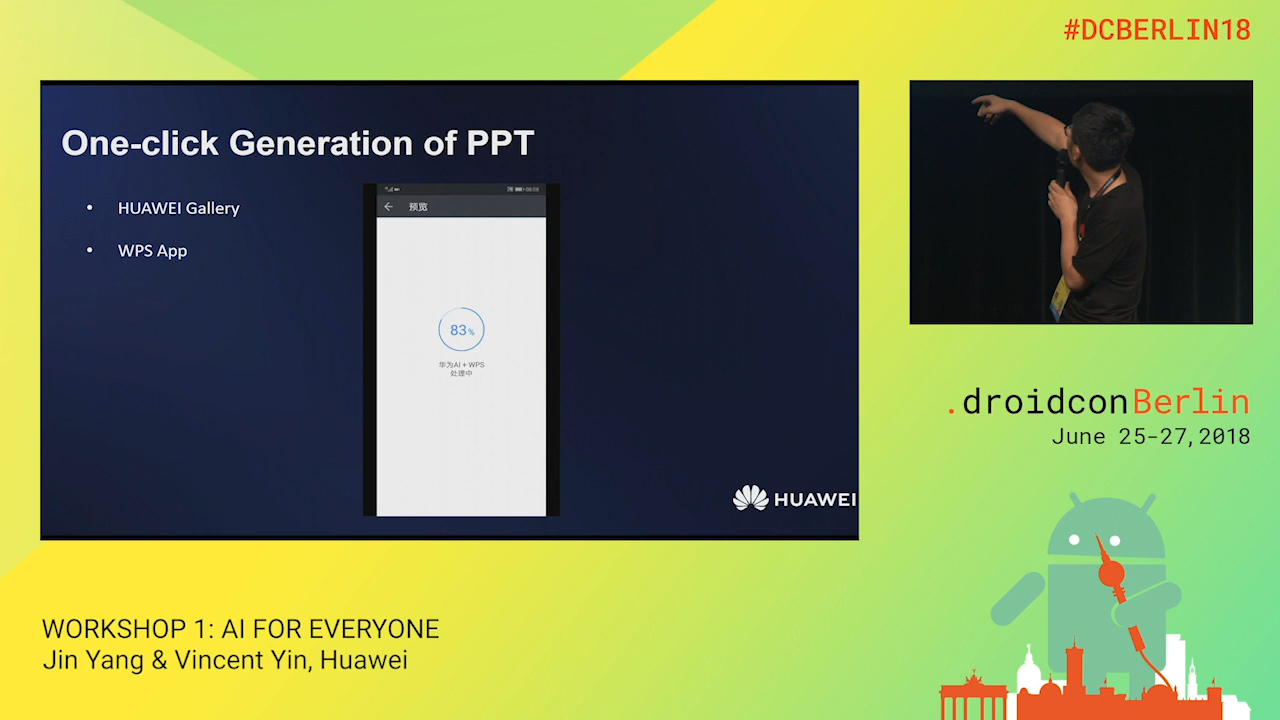 #DCBERLIN18
One-click Generation of PPT
• HUAWEI Gallery
• WPS App
预览
83%
华为AI + WPS
处理中
HUAWEI
.droidconBerlin
June 25-27, 2018
WORKSHOP 1: AI FOR EVERYONE
Jin Yang & Vincent Yin, Huawei